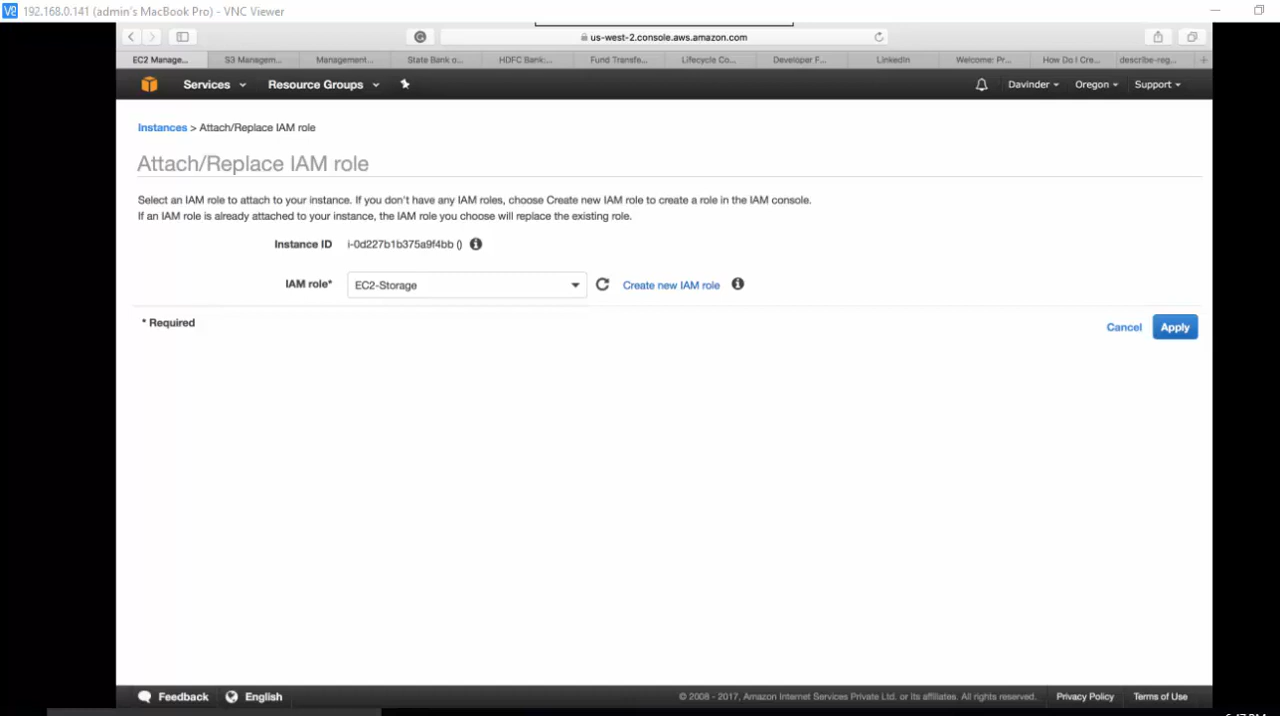 192.168.0.141 (admin's MacBook Pro) - VNC Viewer
us-west-2.console.aws.amazon.com
EC2 Manage... S3 Managem... Management... State Bank o... HDFC Bank:... Fund Transfe... Lifecycle Co... Developer F... LinkedIn Welcome: Pr... How Do I Cre... describe-reg...
Services Resource Groups Davinder Oregon Support
Instances > Attach/Replace IAM role
Attach/Replace IAM role
Select an IAM role to attach to your instance. If you don't have any IAM roles, choose Create new IAM role to create a role in the IAM console.
If an IAM role is already attached to your instance, the IAM role you choose will replace the existing role.
Instance ID i-0d227b1b375a9f4bb ()
IAM role* EC2-Storage Create new IAM role
* Required
Cancel Apply
Feedback English © 2008 - 2017, Amazon Internet Services Private Ltd. or its affiliates. All rights reserved. Privacy Policy Terms of Use